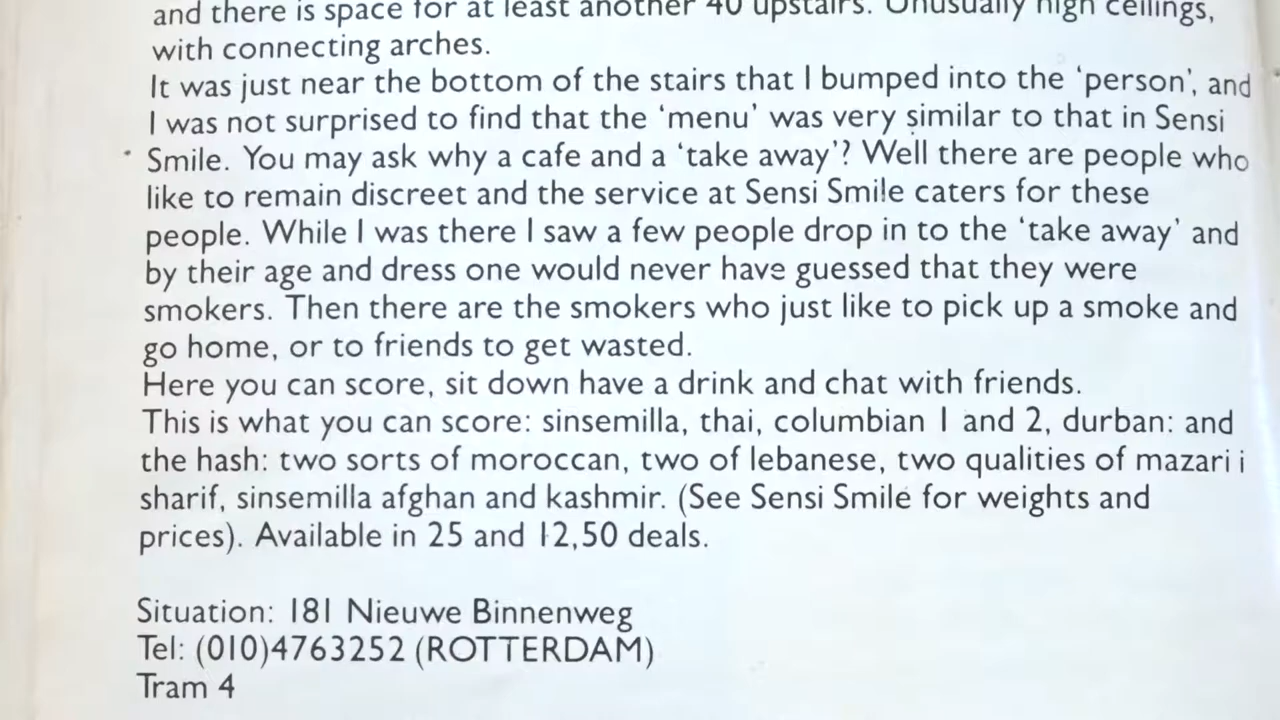 and there is space for at least another 40 upstairs. Unusually high ceilings,
with connecting arches.
It was just near the bottom of the stairs that I bumped into the ‘person’, and
I was not surprised to find that the ‘menu’ was very similar to that in Sensi
Smile. You may ask why a cafe and a ‘take away’? Well there are people who
like to remain discreet and the service at Sensi Smile caters for these
people. While I was there I saw a few people drop in to the ‘take away’ and
by their age and dress one would never have guessed that they were
smokers. Then there are the smokers who just like to pick up a smoke and
go home, or to friends to get wasted.
Here you can score, sit down have a drink and chat with friends.
This is what you can score: sinsemilla, thai, columbian 1 and 2, durban: and
the hash: two sorts of moroccan, two of lebanese, two qualities of mazari i
sharif, sinsemilla afghan and kashmir. (See Sensi Smile for weights and
prices). Available in 25 and 12,50 deals.
Situation: 181 Nieuwe Binnenweg
Tel: (010)4763252 (ROTTERDAM)
Tram 4